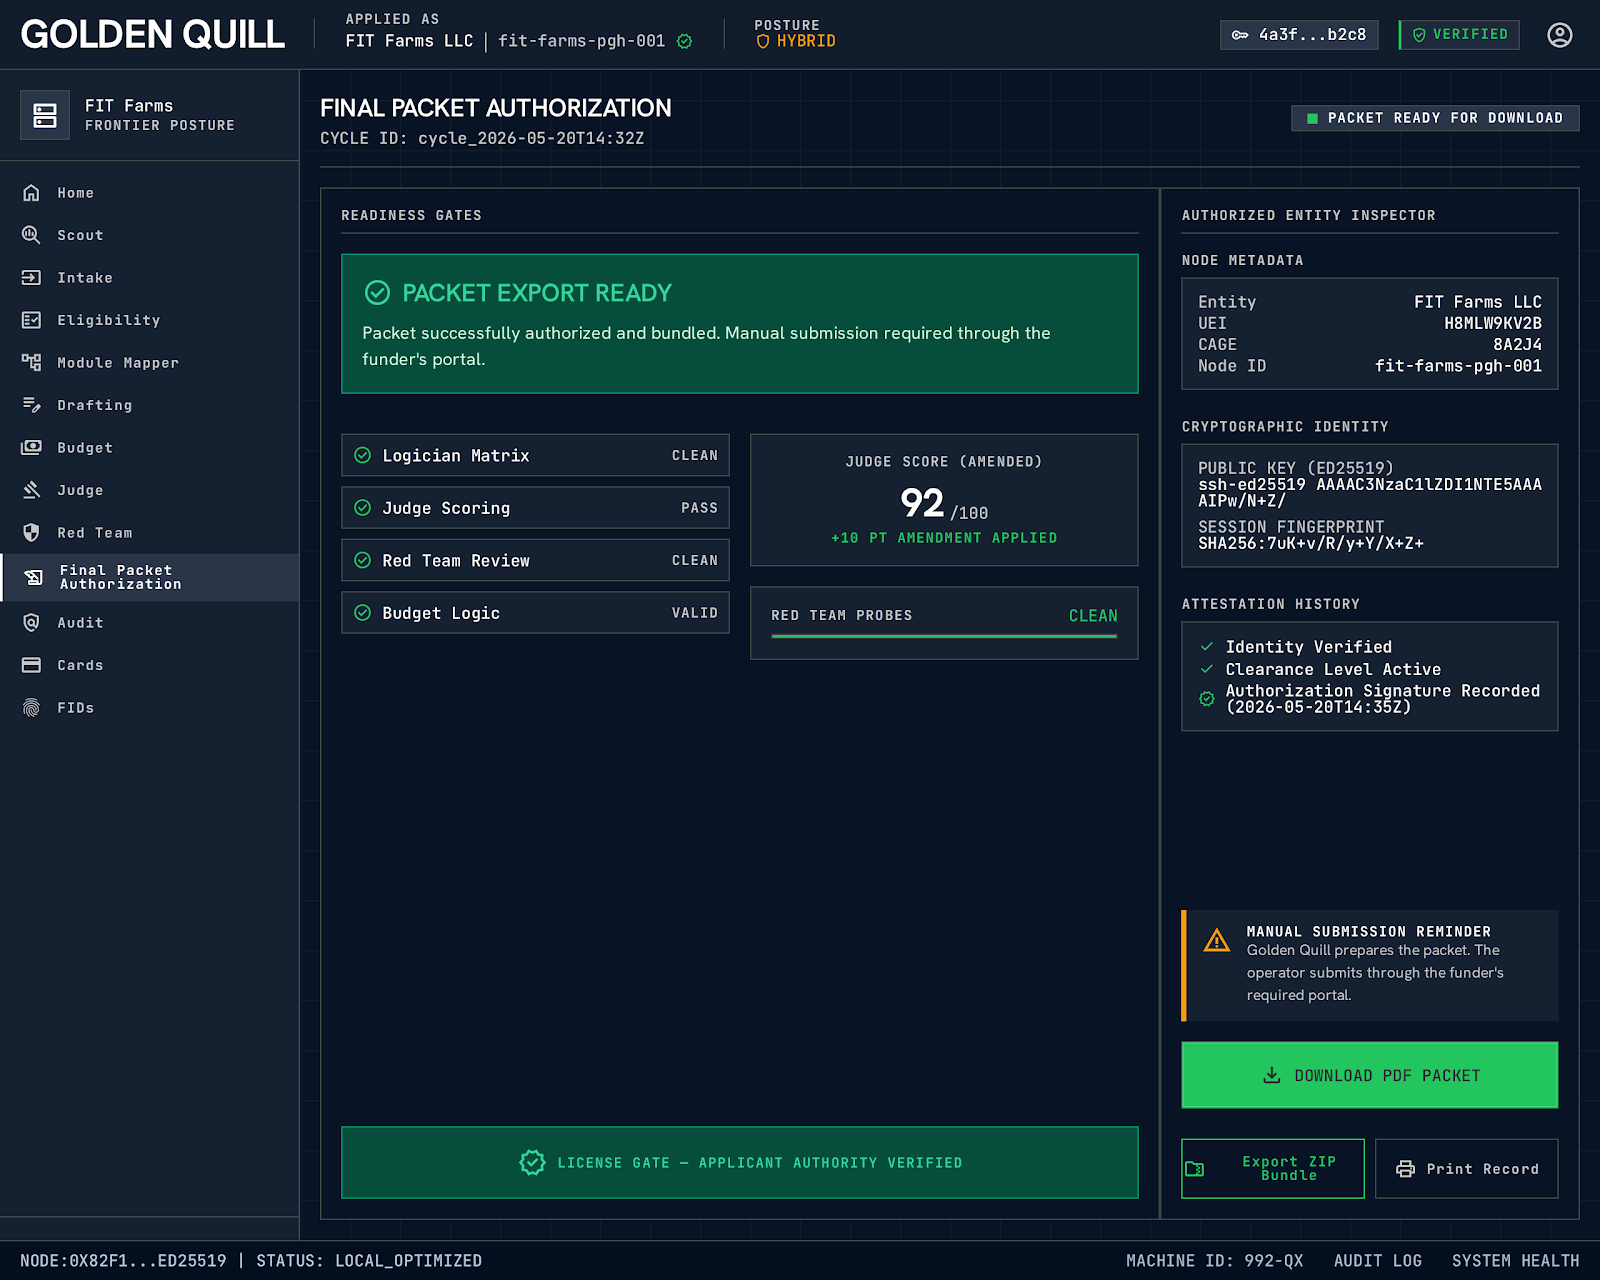 GOLDEN QUILL
APPLIED AS
FIT Farms LLC | fit-farms-pgh-001
POSTURE
HYBRID
4a3f...b2c8
VERIFIED
FIT Farms
FRONTIER POSTURE
Home
Scout
Intake
Eligibility
Module Mapper
Drafting
Budget
Judge
Red Team
Final Packet
Authorization
Audit
Cards
FIDs
FINAL PACKET AUTHORIZATION
CYCLE ID: cycle_2026-05-20T14:32Z
PACKET READY FOR DOWNLOAD
READINESS GATES
PACKET EXPORT READY
Packet successfully authorized and bundled. Manual submission required through the
funder's portal.
Logician Matrix CLEAN
Judge Scoring PASS
Red Team Review CLEAN
Budget Logic VALID
JUDGE SCORE (AMENDED)
92 /100
+10 PT AMENDMENT APPLIED
RED TEAM PROBES CLEAN
LICENSE GATE — APPLICANT AUTHORITY VERIFIED
AUTHORIZED ENTITY INSPECTOR
NODE METADATA
Entity FIT Farms LLC
UEI H8MLW9KV2B
CAGE 8A2J4
Node ID fit-farms-pgh-001
CRYPTOGRAPHIC IDENTITY
PUBLIC KEY (ED25519)
ssh-ed25519 AAAAC3NzaC1lZDI1NTE5AAA
AIPw/N+Z/
SESSION FINGERPRINT
SHA256:7uK+v/R/y+Y/X+Z+
ATTESTATION HISTORY
Identity Verified
Clearance Level Active
Authorization Signature Recorded
(2026-05-20T14:35Z)
MANUAL SUBMISSION REMINDER
Golden Quill prepares the packet. The
operator submits through the funder's
required portal.
DOWNLOAD PDF PACKET
Export ZIP
Bundle
Print Record
NODE:0X82F1...ED25519 | STATUS: LOCAL_OPTIMIZED
MACHINE ID: 992-QX AUDIT LOG SYSTEM HEALTH